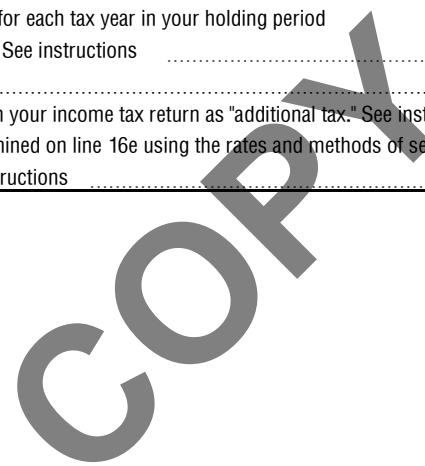 for each tax year in your holding period
See instructions
n your income tax return as "additional tax." See inst
mined on line 16e using the rates and methods of se
ructions
COPY